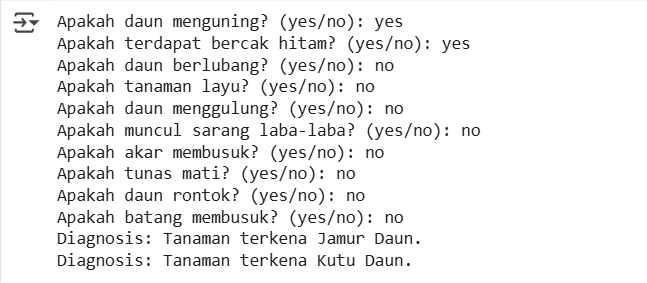 Apakah daun menguning? (yes/no): yes
Apakah terdapat bercak hitam? (yes/no): yes
Apakah daun berlubang? (yes/no): no
Apakah tanaman layu? (yes/no): no
Apakah daun menggulung? (yes/no): no
Apakah muncul sarang laba-laba? (yes/no): no
Apakah akar membusuk? (yes/no): no
Apakah tunas mati? (yes/no): no
Apakah daun rontok? (yes/no): no
Apakah batang membusuk? (yes/no): no
Diagnosis: Tanaman terkena Jamur Daun.
Diagnosis: Tanaman terkena Kutu Daun.